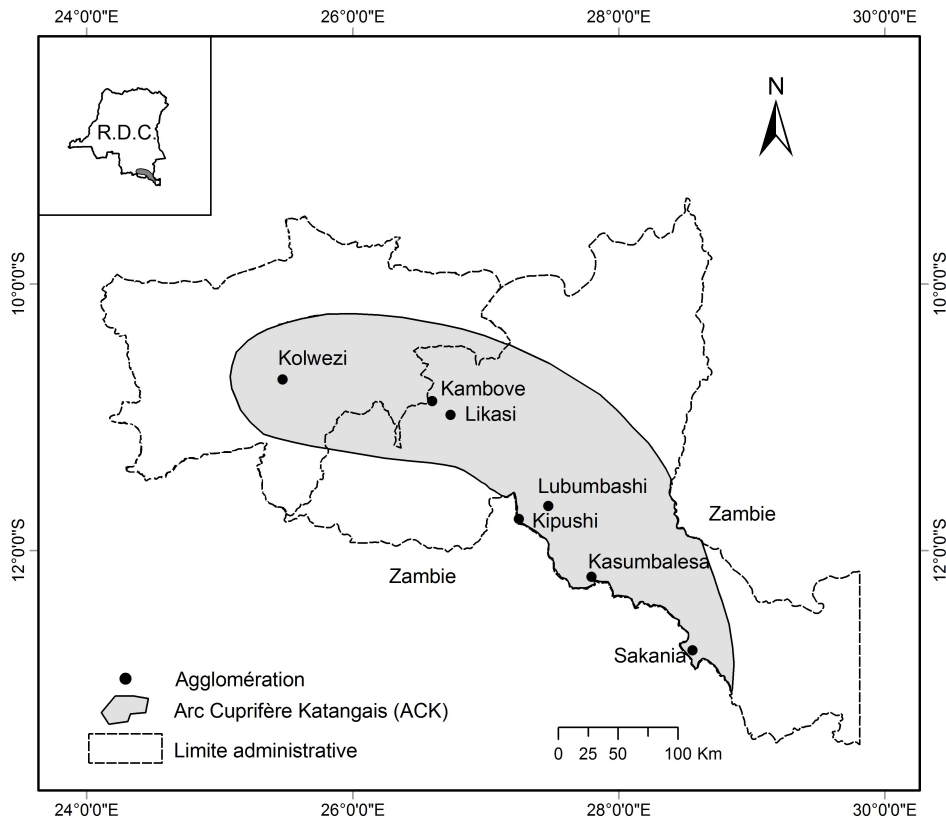 24°0'0"E 26°0'0"E 28°0'0"E 30°0'0"E
R.D.C.
N
10°0'0"S 10°0'0"S
Kolwezi
Kambove
Likasi
Lubumbashi
Zambie
Kipushi
12°0'0"S 12°0'0"S
Kasumbalesa
Zambie
Sakania
Agglomération
Arc Cuprifère Katangais (ACK)
Limite administrative
0 25 50 100 Km
24°0'0"E 26°0'0"E 28°0'0"E 30°0'0"E